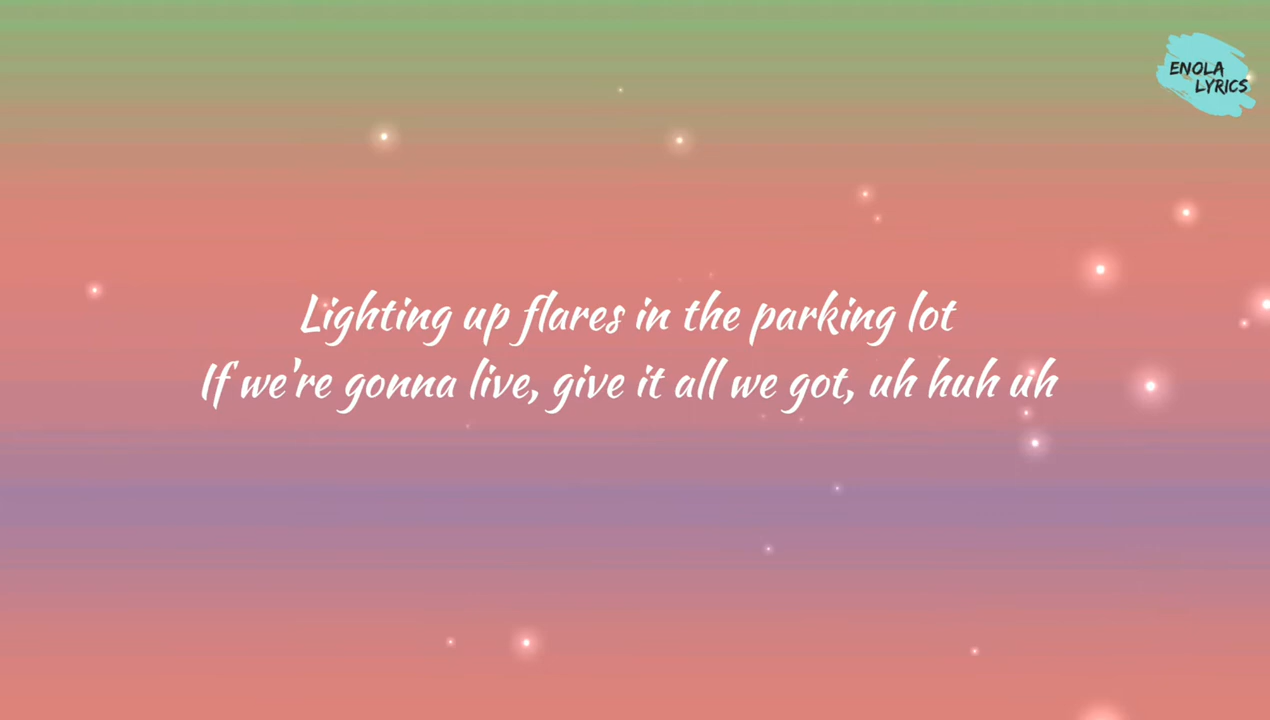 ENOLA
LYRICS
Lighting up flares in the parking lot
If we're gonna live, give it all we got, uh huh uh